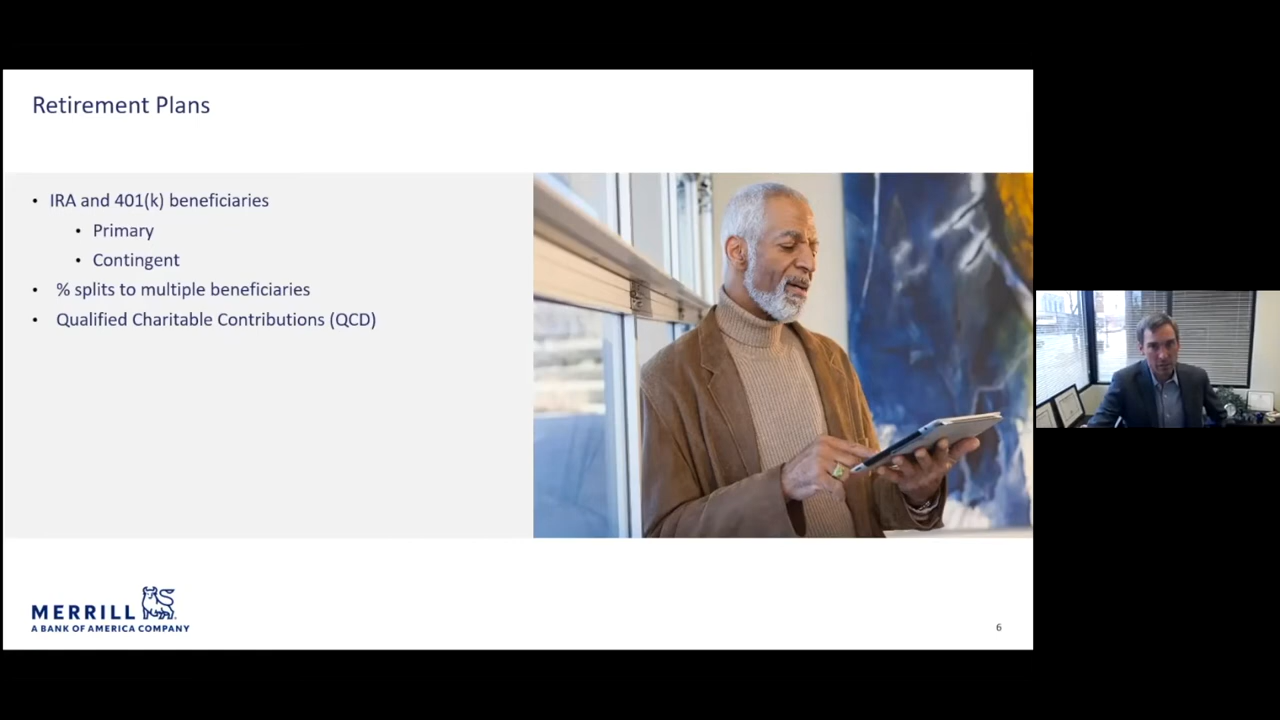 Retirement Plans
• IRA and 401(k) beneficiaries
• Primary
• Contingent
• % splits to multiple beneficiaries
• Qualified Charitable Contributions (QCD)
MERRILL
A BANK OF AMERICA COMPANY
6